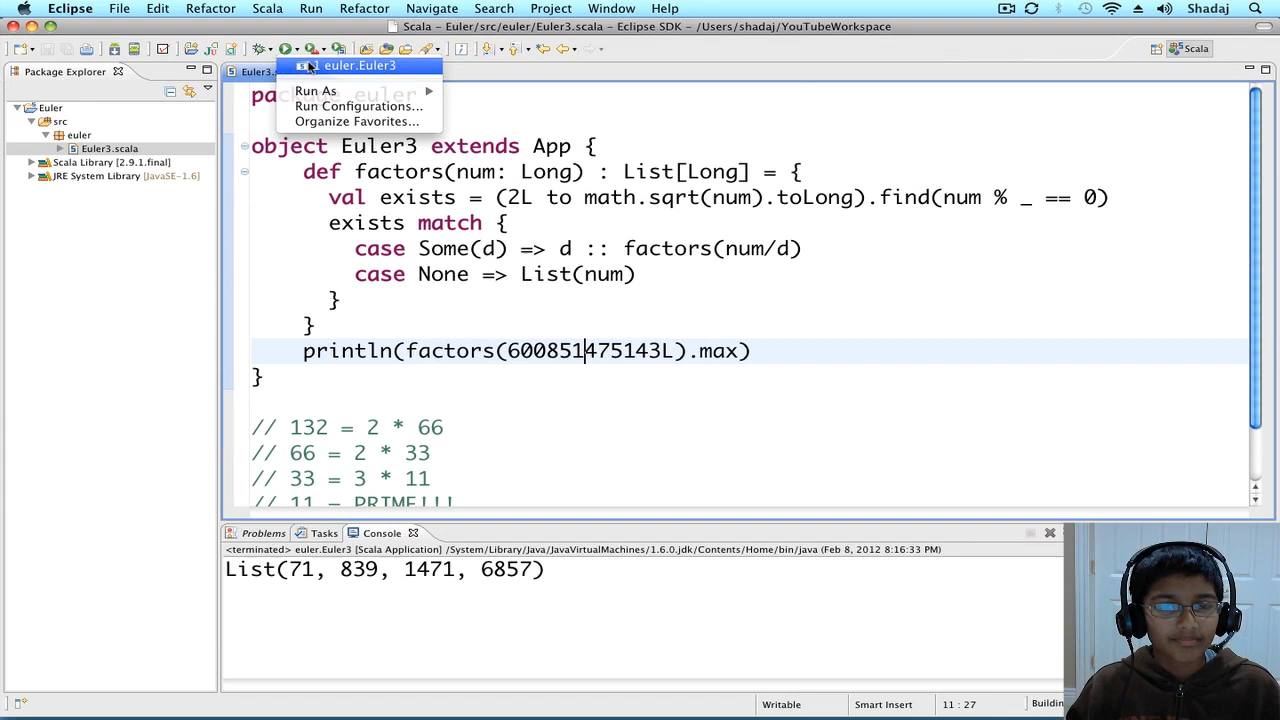 Eclipse File Edit Refactor Scala Run Refactor Navigate Search Project Window Help Shadaj
Scala - Euler/src/euler/Euler3.scala - Eclipse SDK - /Users/shadaj/YouTubeWorkspace
Scala
Package Explorer
Euler
src
euler
Euler3.scala
Scala Library [2.9.1.final]
JRE System Library [JavaSE-1.6]
1 euler.Euler3
Run As
Run Configurations...
Organize Favorites...
object Euler3 extends App {
def factors(num: Long) : List[Long] = {
val exists = (2L to math.sqrt(num).toLong).find(num % _ == 0)
exists match {
case Some(d) => d :: factors(num/d)
case None => List(num)
}
}
println(factors(600851475143L).max)
}
// 132 = 2 * 66
// 66 = 2 * 33
// 33 = 3 * 11
// 11 = PRIME!!!
Problems Tasks Console
<terminated> euler.Euler3 [Scala Application] /System/Library/Java/JavaVirtualMachines/1.6.0.jdk/Contents/Home/bin/java (Feb 8, 2012 8:16:33 PM)
List(71, 839, 1471, 6857)
Writable Smart Insert 11 : 27